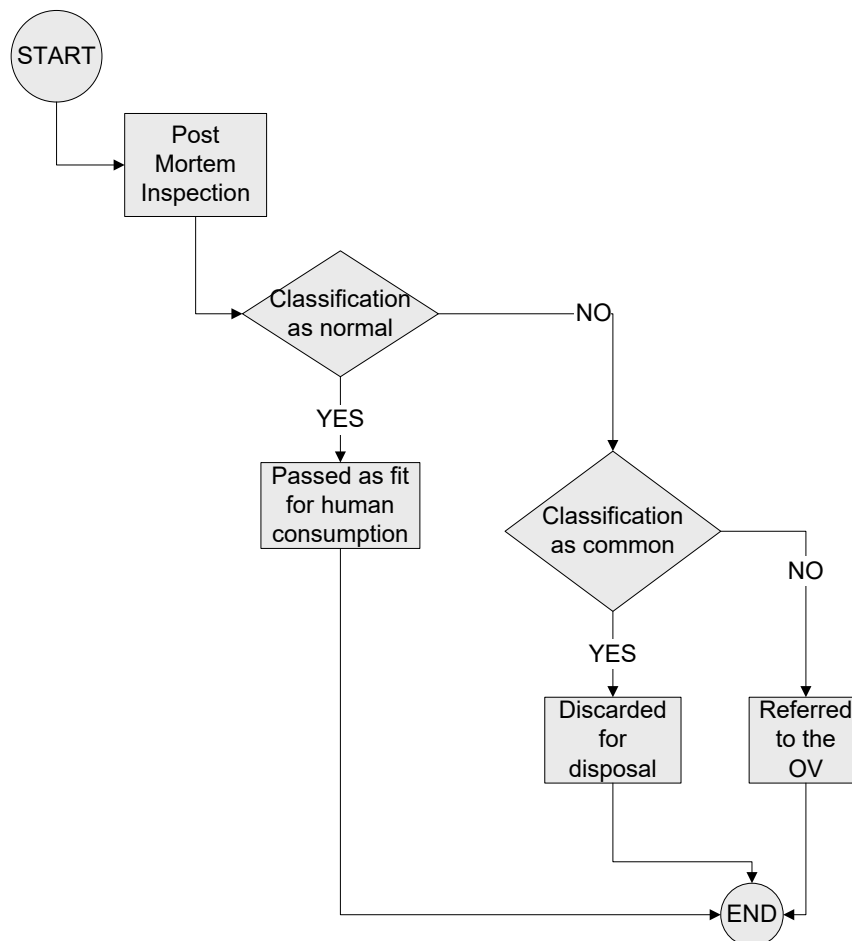 START
Post
Mortem
Inspection
Classification
as normal
NO
YES
Passed as fit
for human
consumption
Classification
as common
NO
YES
Discarded
for
disposal
Referred
to the
OV
END